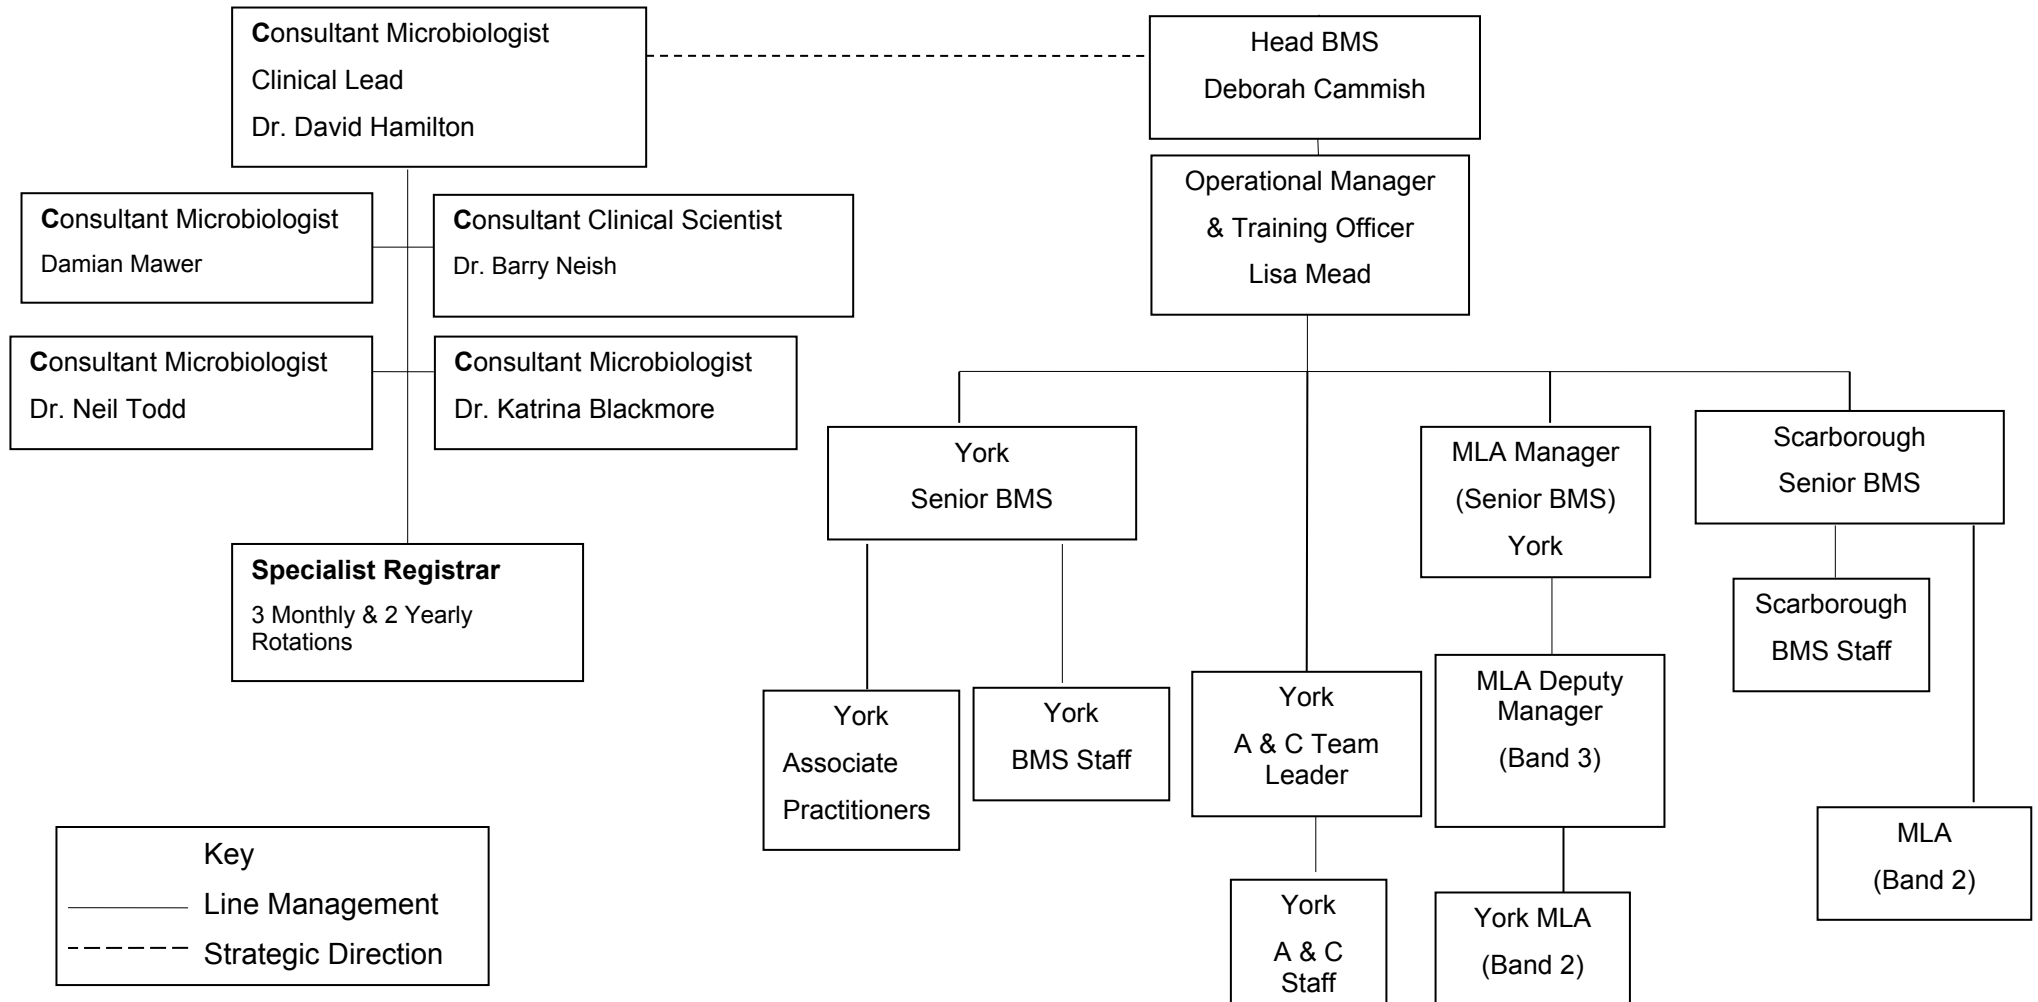 Consultant Microbiologist
Clinical Lead
Dr. David Hamilton
Head BMS
Deborah Cammish
Operational Manager
& Training Officer
Lisa Mead
Consultant Microbiologist
Damian Mawer
Consultant Clinical Scientist
Dr. Barry Neish
Consultant Microbiologist
Dr. Neil Todd
Consultant Microbiologist
Dr. Katrina Blackmore
Specialist Registrar
3 Monthly & 2 Yearly
Rotations
York
Senior BMS
MLA Manager
(Senior BMS)
York
Scarborough
Senior BMS
Scarborough
BMS Staff
York
Associate
Practitioners
York
BMS Staff
York
A & C Team
Leader
MLA Deputy
Manager
(Band 3)
MLA
(Band 2)
York
A & C
Staff
York MLA
(Band 2)
Key
Line Management
Strategic Direction